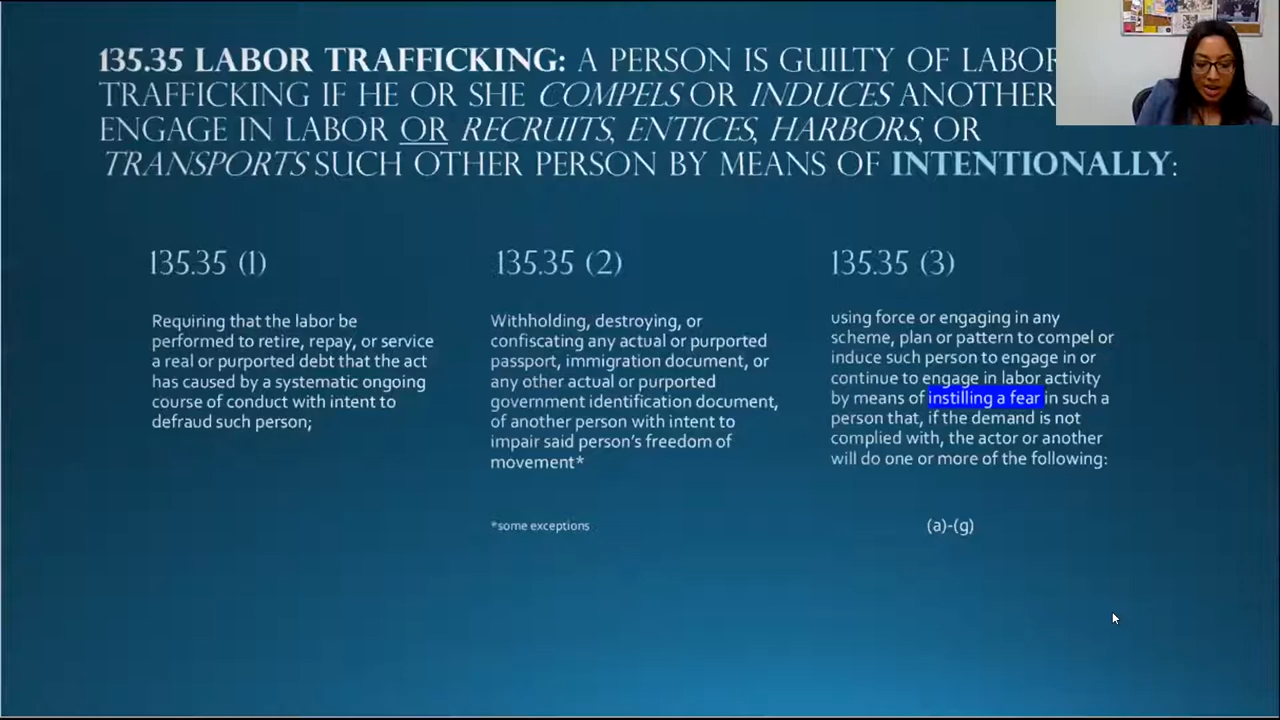 135.35 LABOR TRAFFICKING: A PERSON IS GUILTY OF LABOR
TRAFFICKING IF HE OR SHE COMPELS OR INDUCES ANOTHER
ENGAGE IN LABOR OR RECRUITS, ENTICES, HARBORS, OR
TRANSPORTS SUCH OTHER PERSON BY MEANS OF INTENTIONALLY:
135.35 (1)
Requiring that the labor be
performed to retire, repay, or service
a real or purported debt that the act
has caused by a systematic ongoing
course of conduct with intent to
defraud such person;
135.35 (2)
Withholding, destroying, or
confiscating any actual or purported
passport, immigration document, or
any other actual or purported
government identification document,
of another person with intent to
impair said person's freedom of
movement*
*some exceptions
135.35 (3)
using force or engaging in any
scheme, plan or pattern to compel or
induce such person to engage in or
continue to engage in labor activity
by means of instilling a fear in such a
person that, if the demand is not
complied with, the actor or another
will do one or more of the following:
(a)-(g)